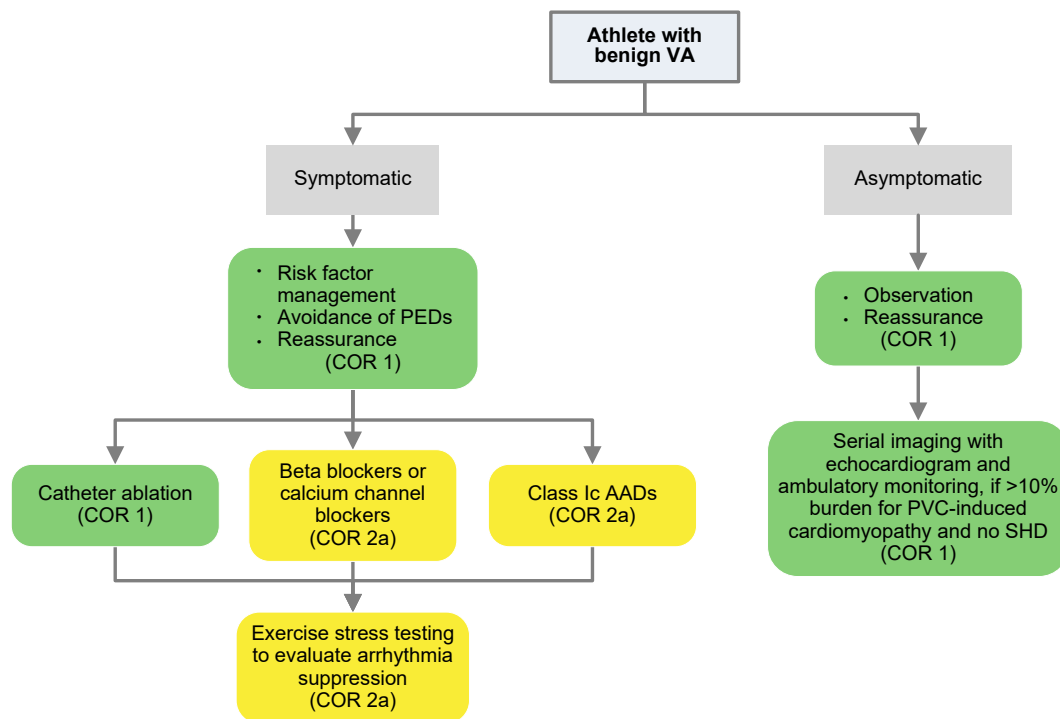 Athlete with
benign VA
Symptomatic
Asymptomatic
· Risk factor
management
· Avoidance of PEDs
· Reassurance
(COR 1)
· Observation
· Reassurance
(COR 1)
Catheter ablation
(COR 1)
Beta blockers or
calcium channel
blockers
(COR 2a)
Class Ic AADs
(COR 2a)
Serial imaging with
echocardiogram and
ambulatory monitoring, if >10%
burden for PVC-induced
cardiomyopathy and no SHD
(COR 1)
Exercise stress testing
to evaluate arrhythmia
suppression
(COR 2a)